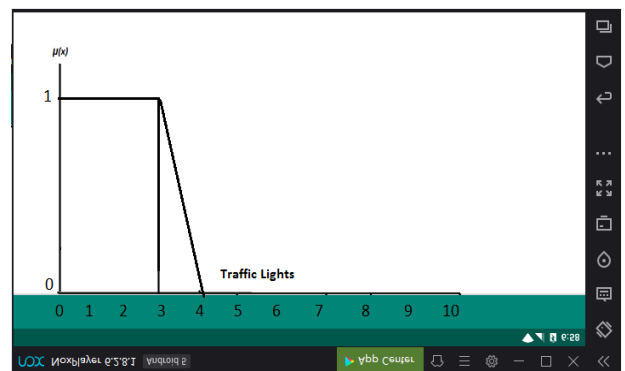 μ(x)
1
0
Traffic Lights
0 1 2 3 4 5 6 7 8 9 10
6:58
nox NoxPlayer 6.2.8.1 Android 5 App Center